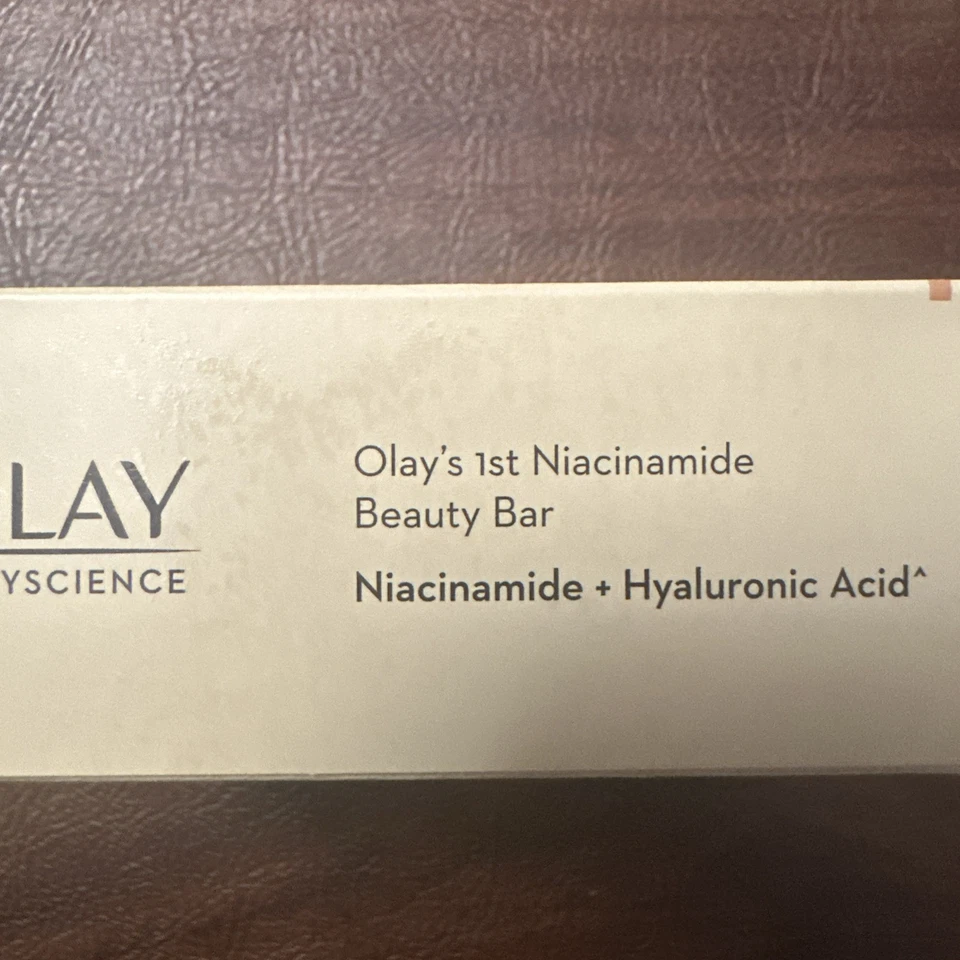 LAY
YSCIENCE
Olay's 1st Niacinamide
Beauty Bar
Niacinamide + Hyaluronic Acid^